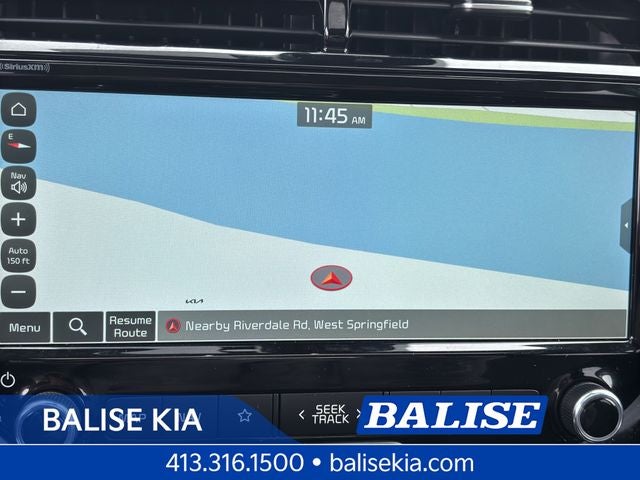 ((SiriusXM))
11:45 AM
E
Nav
+
Auto
150 ft
−
KIA
Menu
Resume
Route
Nearby Riverdale Rd, West Springfield
< SEEK >
TRACK
BALISE KIA
BALISE
413.316.1500 • balisekia.com